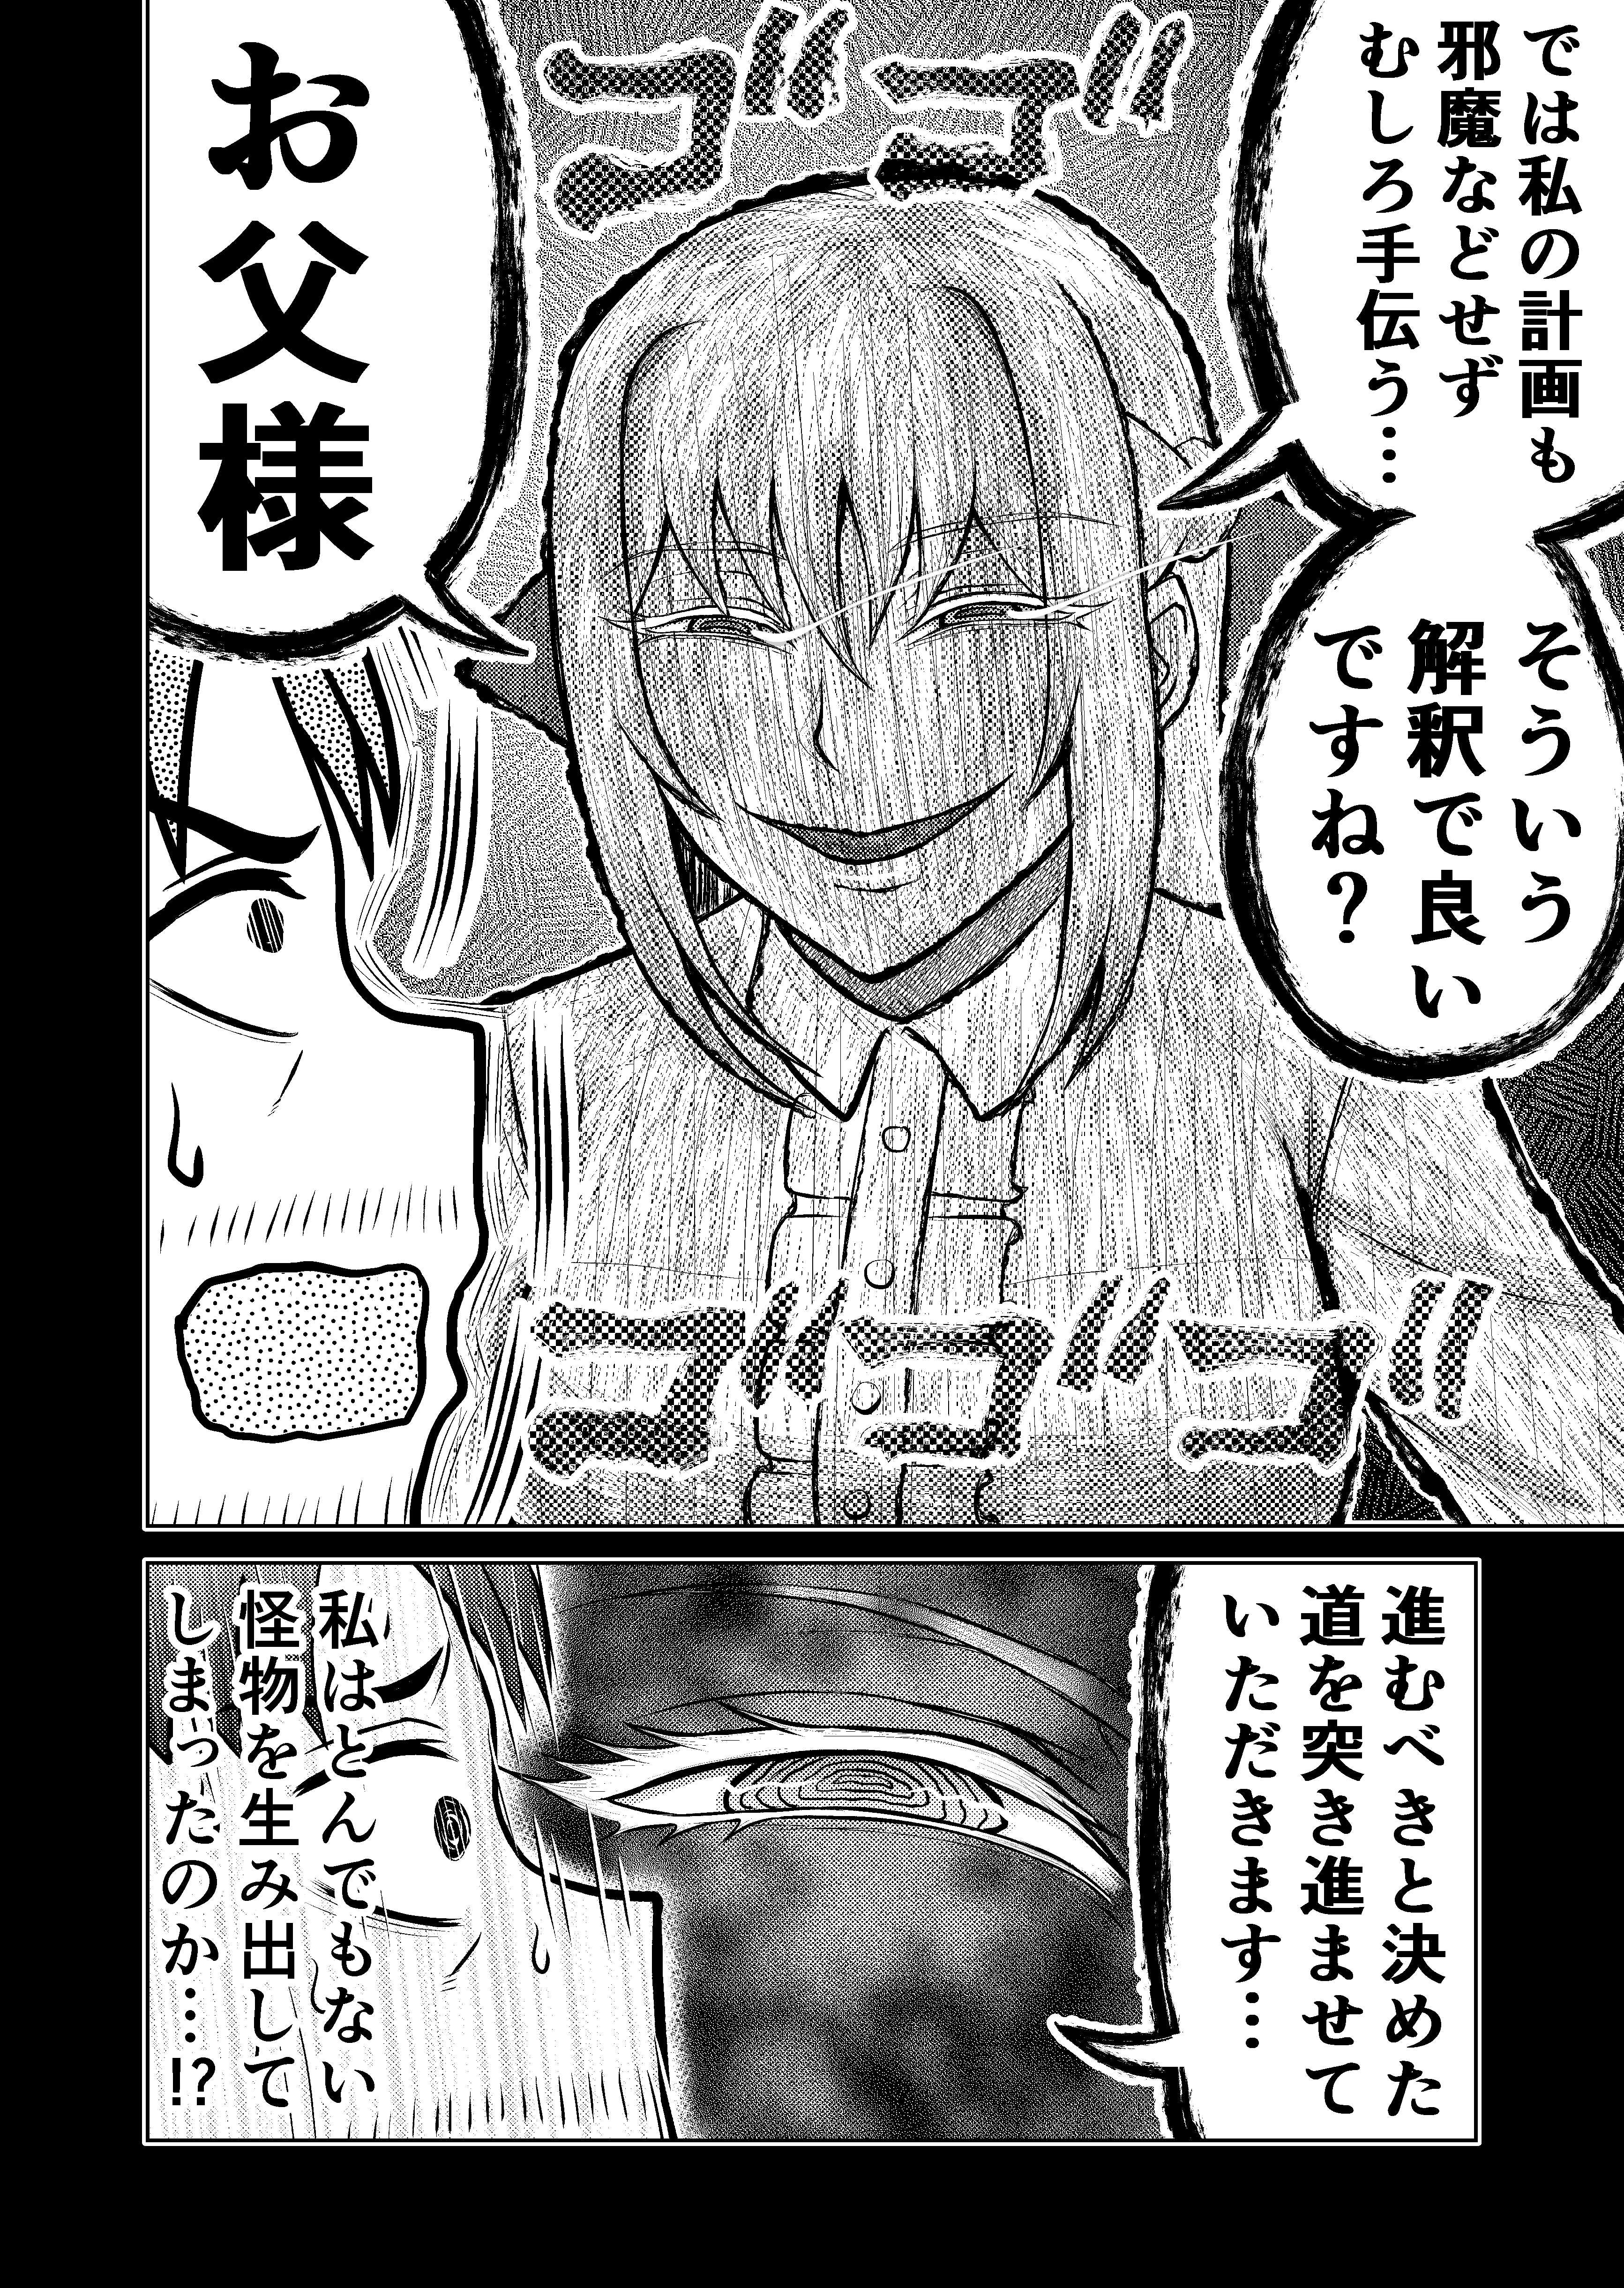 では私の計画も
邪魔などせず
むしろ手伝う…
そういう
解釈で良い
ですね？
ゴゴ
お父様
ゴゴゴ
進むべきと決めた
道を突き進ませて
いただきます…
私はとんでもない
怪物を生み出して
しまったのか…!?